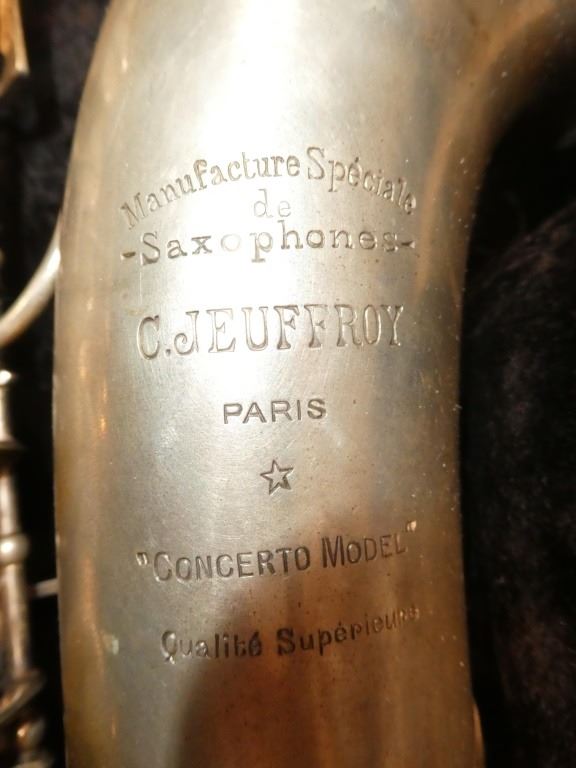 Manufacture Spéciale
de
-Saxophones-
C. JEUFFROY
PARIS
"CONCERTO MODEL"
Qualité Supérieure